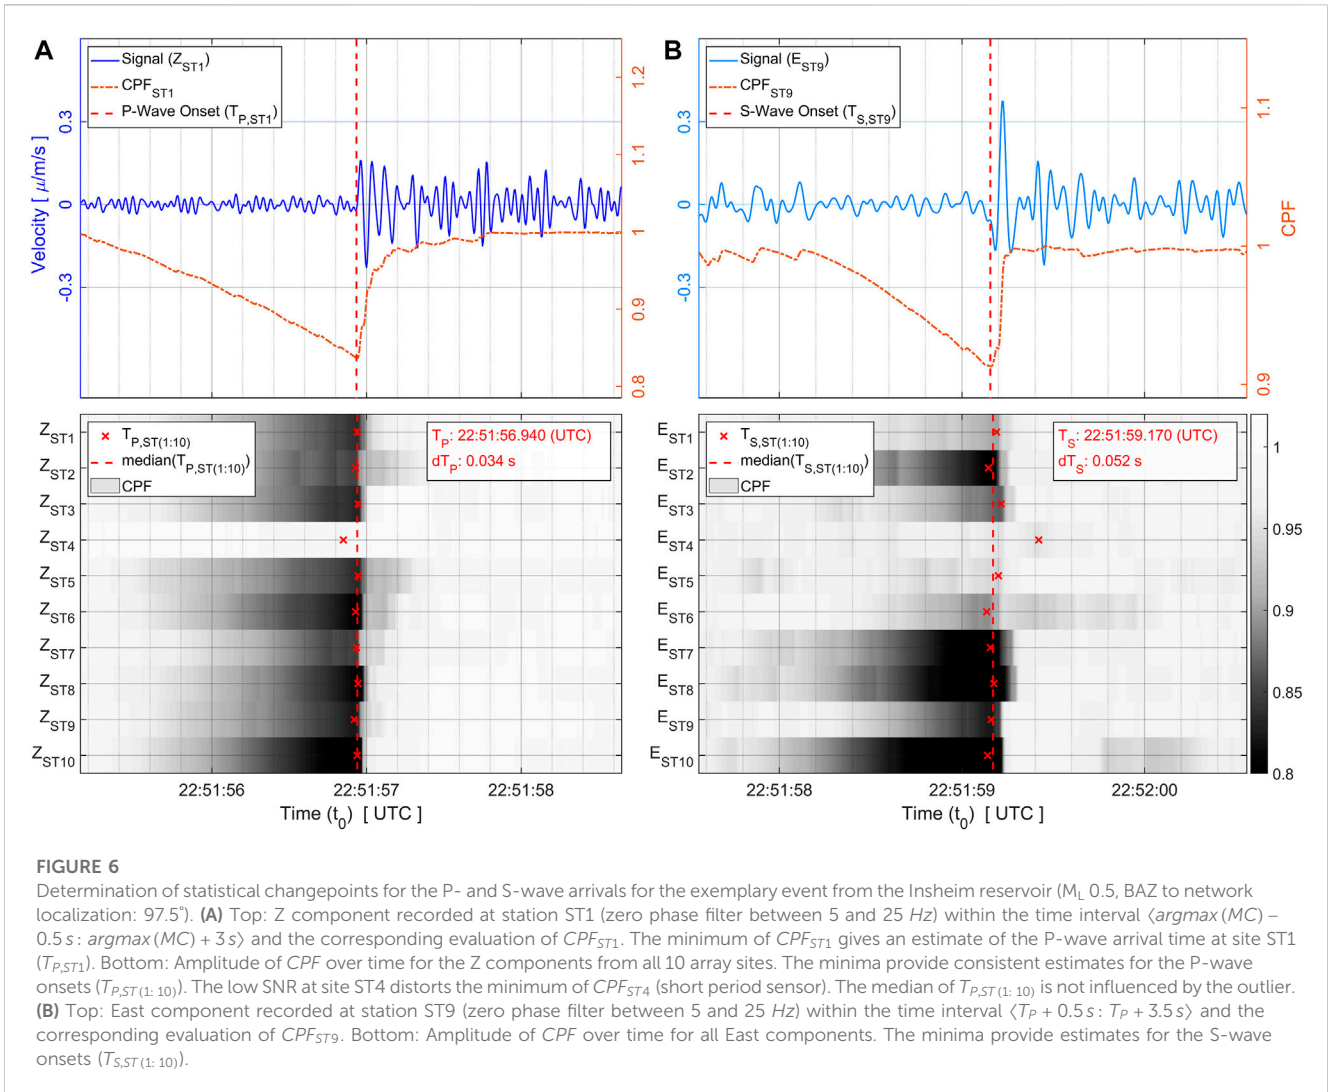 A
Signal (Z_ST1)
CPF_ST1
P-Wave Onset (T_P,ST1)
Velocity [ μ/m/s ]
0.3
0
-0.3
1.2
1.1
1
0.9
0.8
B
Signal (E_ST9)
CPF_ST9
S-Wave Onset (T_S,ST9)
0.3
0
-0.3
1.1
1
0.9
CPF
Z_ST1
Z_ST2
Z_ST3
Z_ST4
Z_ST5
Z_ST6
Z_ST7
Z_ST8
Z_ST9
Z_ST10
T_P,ST(1:10)
median(T_P,ST(1:10))
CPF
T_P: 22:51:56.940 (UTC)
dT_P: 0.034 s
22:51:56
22:51:57
22:51:58
Time (t_0) [ UTC ]
E_ST1
E_ST2
E_ST3
E_ST4
E_ST5
E_ST6
E_ST7
E_ST8
E_ST9
E_ST10
T_S,ST(1:10)
median(T_S,ST(1:10))
CPF
T_S: 22:51:59.170 (UTC)
dT_S: 0.052 s
22:51:58
22:51:59
22:52:00
Time (t_0) [ UTC ]
1
0.95
0.9
0.85
0.8
FIGURE 6
Determination of statistical changepoints for the P- and S-wave arrivals for the exemplary event from the Insheim reservoir (M_L 0.5, BAZ to network
localization: 97.5°). (A) Top: Z component recorded at station ST1 (zero phase filter between 5 and 25 Hz) within the time interval ⟨argmax (MC) −
0.5 s : argmax (MC) + 3 s⟩ and the corresponding evaluation of CPF_ST1. The minimum of CPF_ST1 gives an estimate of the P-wave arrival time at site ST1
(T_P,ST1). Bottom: Amplitude of CPF over time for the Z components from all 10 array sites. The minima provide consistent estimates for the P-wave
onsets (T_P,ST(1: 10)). The low SNR at site ST4 distorts the minimum of CPF_ST4 (short period sensor). The median of T_P,ST(1: 10) is not influenced by the outlier.
(B) Top: East component recorded at station ST9 (zero phase filter between 5 and 25 Hz) within the time interval ⟨T_P + 0.5 s : T_P + 3.5 s⟩ and the
corresponding evaluation of CPF_ST9. Bottom: Amplitude of CPF over time for all East components. The minima provide estimates for the S-wave
onsets (T_S,ST(1: 10)).